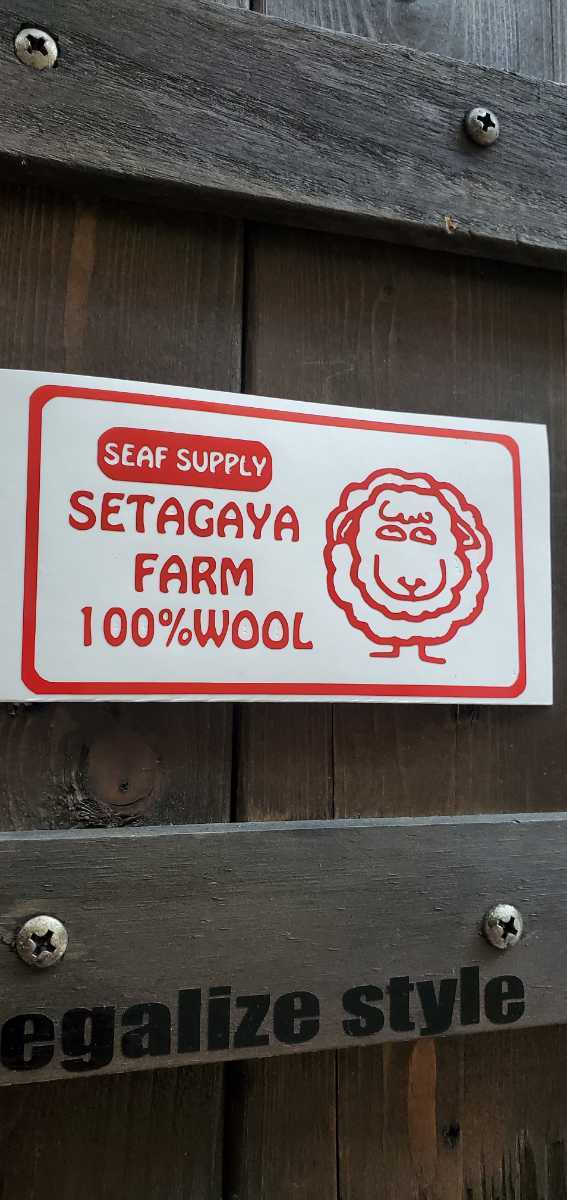 SEAF SUPPLY
SETAGAYA
FARM
100%WOOL
egalize style